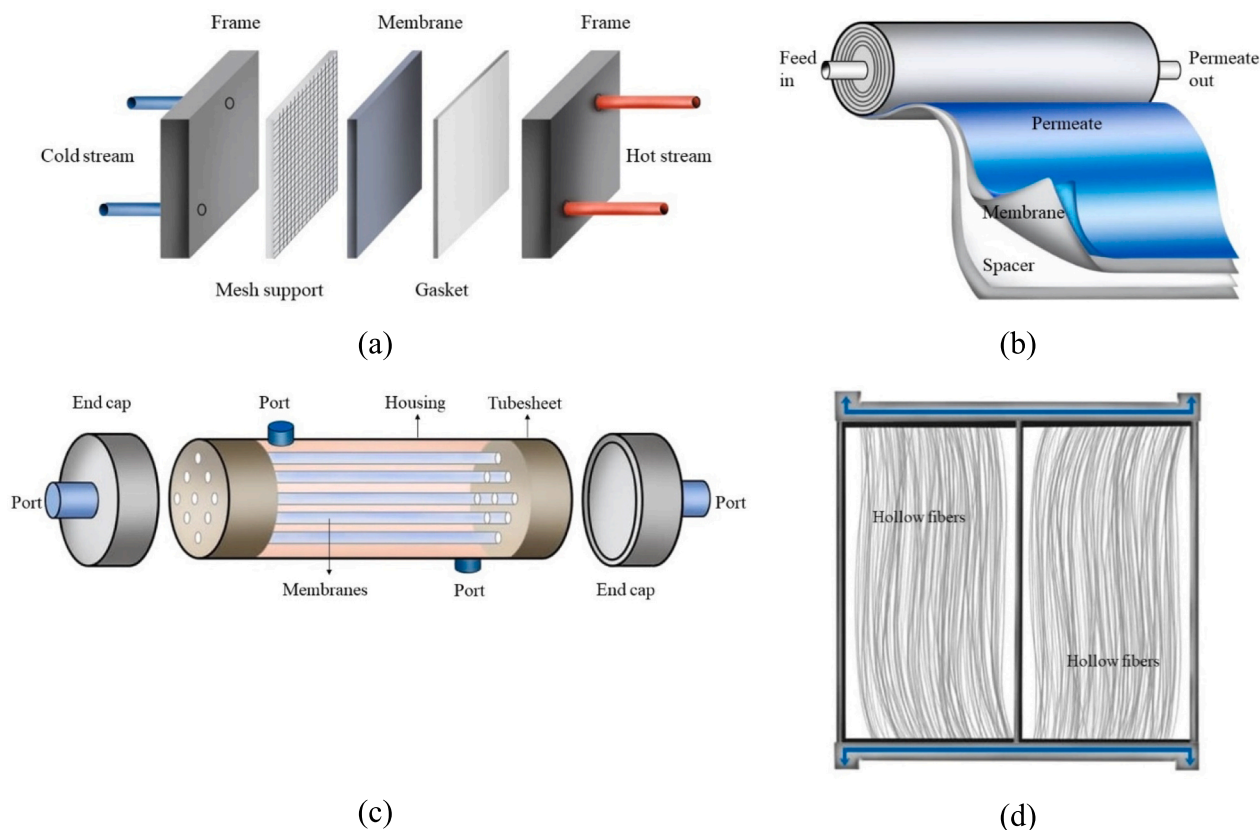 Frame
Membrane
Frame
Cold stream
Hot stream
Mesh support
Gasket
(a)
Feed
in
Permeate
out
Permeate
Membrane
Spacer
(b)
End cap
Port
Housing
Tubesheet
Port
Port
Membranes
Port
End cap
(c)
Hollow fibers
Hollow fibers
(d)